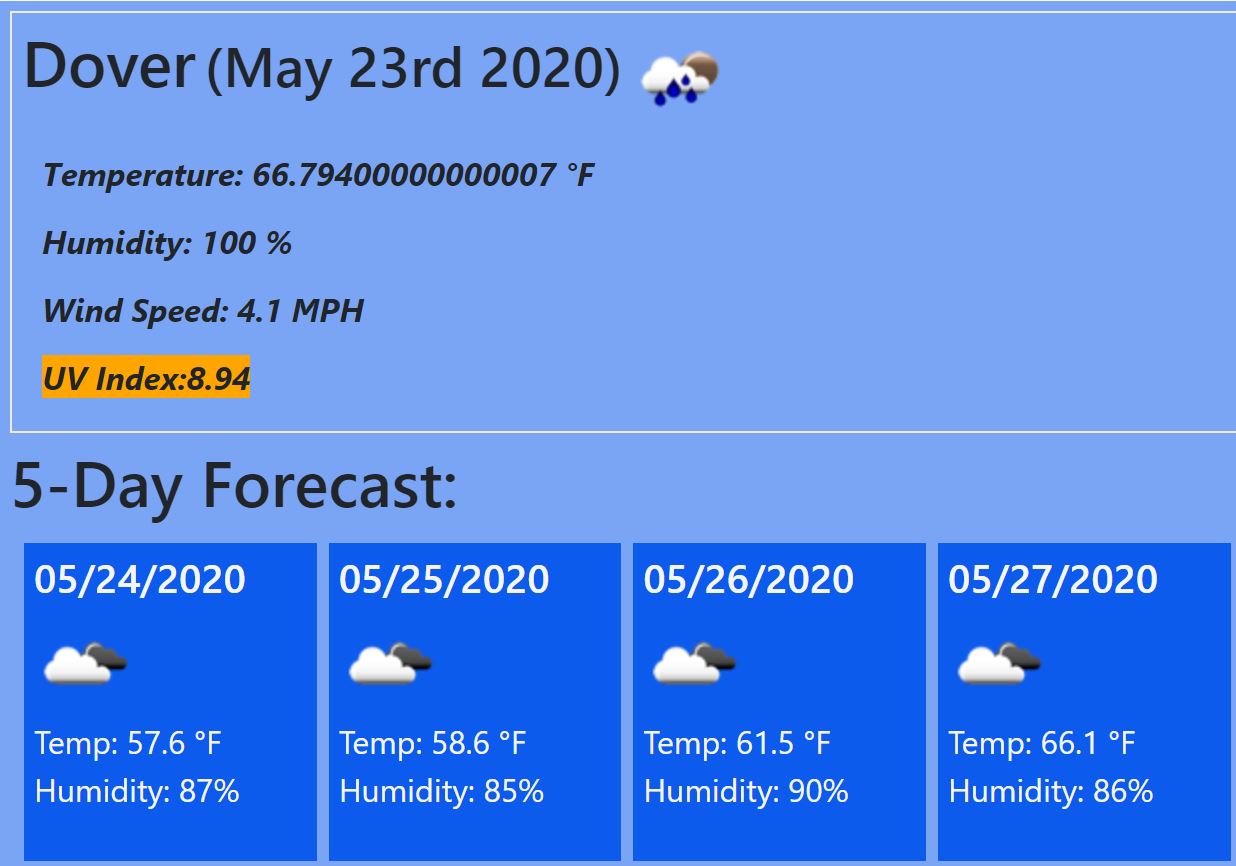 Dover (May 23rd 2020)
Temperature: 66.79400000000007 °F
Humidity: 100 %
Wind Speed: 4.1 MPH
UV Index:8.94
5-Day Forecast:
05/24/2020
Temp: 57.6 °F
Humidity: 87%
05/25/2020
Temp: 58.6 °F
Humidity: 85%
05/26/2020
Temp: 61.5 °F
Humidity: 90%
05/27/2020
Temp: 66.1 °F
Humidity: 86%